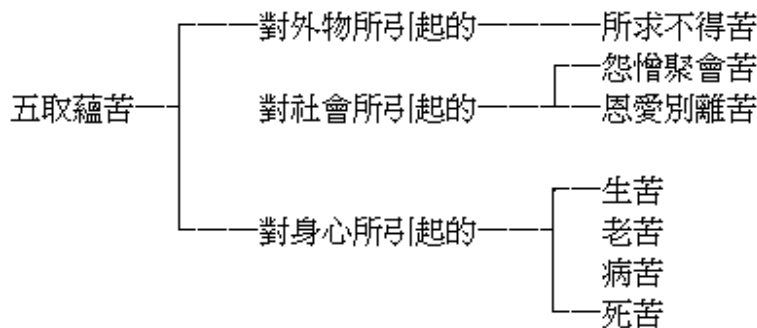 對外物所引起的 所求不得苦
怨憎聚會苦
五取蘊苦 對社會所引起的 恩愛別離苦
生苦
對身心所引起的 老苦
病苦
死苦